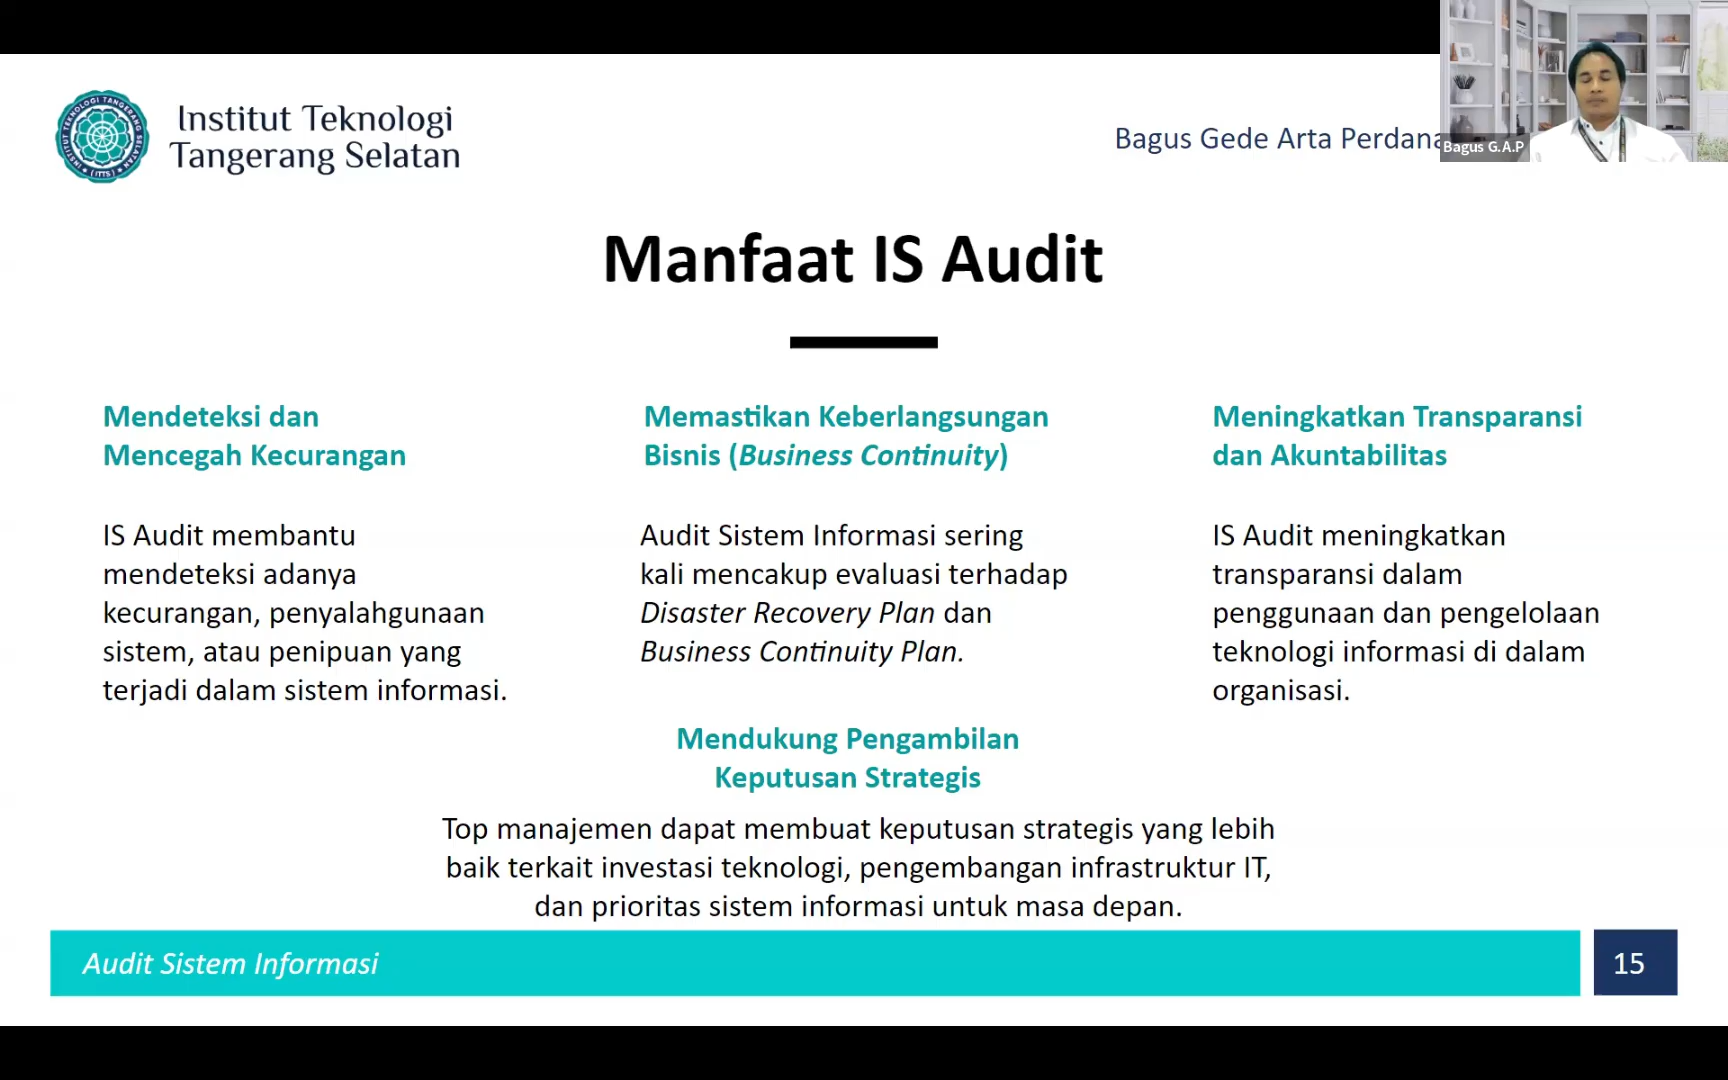 INSTITUT TEKNOLOGI TANGERANG SELATAN
(ITTS)
Institut Teknologi
Tangerang Selatan
Bagus Gede Arta Perdana
Bagus G.A.P
Manfaat IS Audit
Mendeteksi dan
Mencegah Kecurangan
IS Audit membantu
mendeteksi adanya
kecurangan, penyalahgunaan
sistem, atau penipuan yang
terjadi dalam sistem informasi.
Memastikan Keberlangsungan
Bisnis (Business Continuity)
Audit Sistem Informasi sering
kali mencakup evaluasi terhadap
Disaster Recovery Plan dan
Business Continuity Plan.
Meningkatkan Transparansi
dan Akuntabilitas
IS Audit meningkatkan
transparansi dalam
penggunaan dan pengelolaan
teknologi informasi di dalam
organisasi.
Mendukung Pengambilan
Keputusan Strategis
Top manajemen dapat membuat keputusan strategis yang lebih
baik terkait investasi teknologi, pengembangan infrastruktur IT,
dan prioritas sistem informasi untuk masa depan.
Audit Sistem Informasi
15